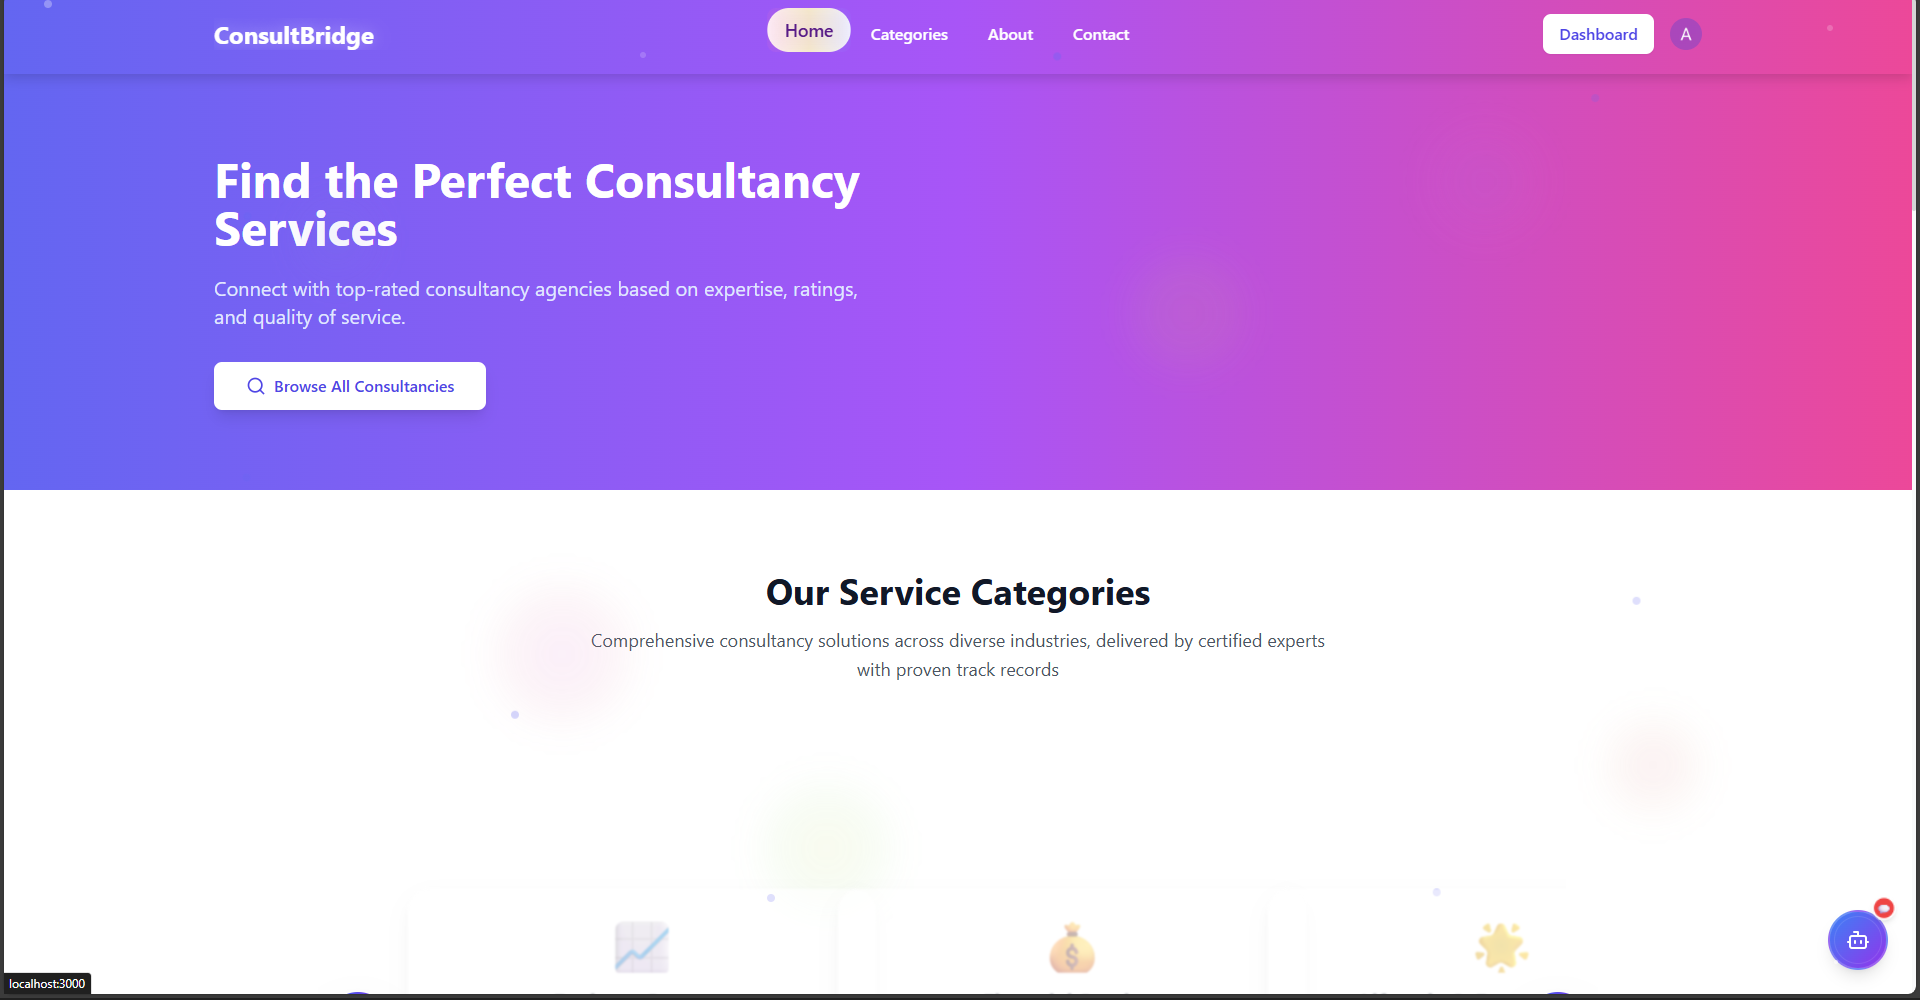 ConsultBridge
Home
Categories
About
Contact
Dashboard
A
Find the Perfect Consultancy
Services
Connect with top-rated consultancy agencies based on expertise, ratings,
and quality of service.
Browse All Consultancies
Our Service Categories
Comprehensive consultancy solutions across diverse industries, delivered by certified experts
with proven track records
$
localhost:3000